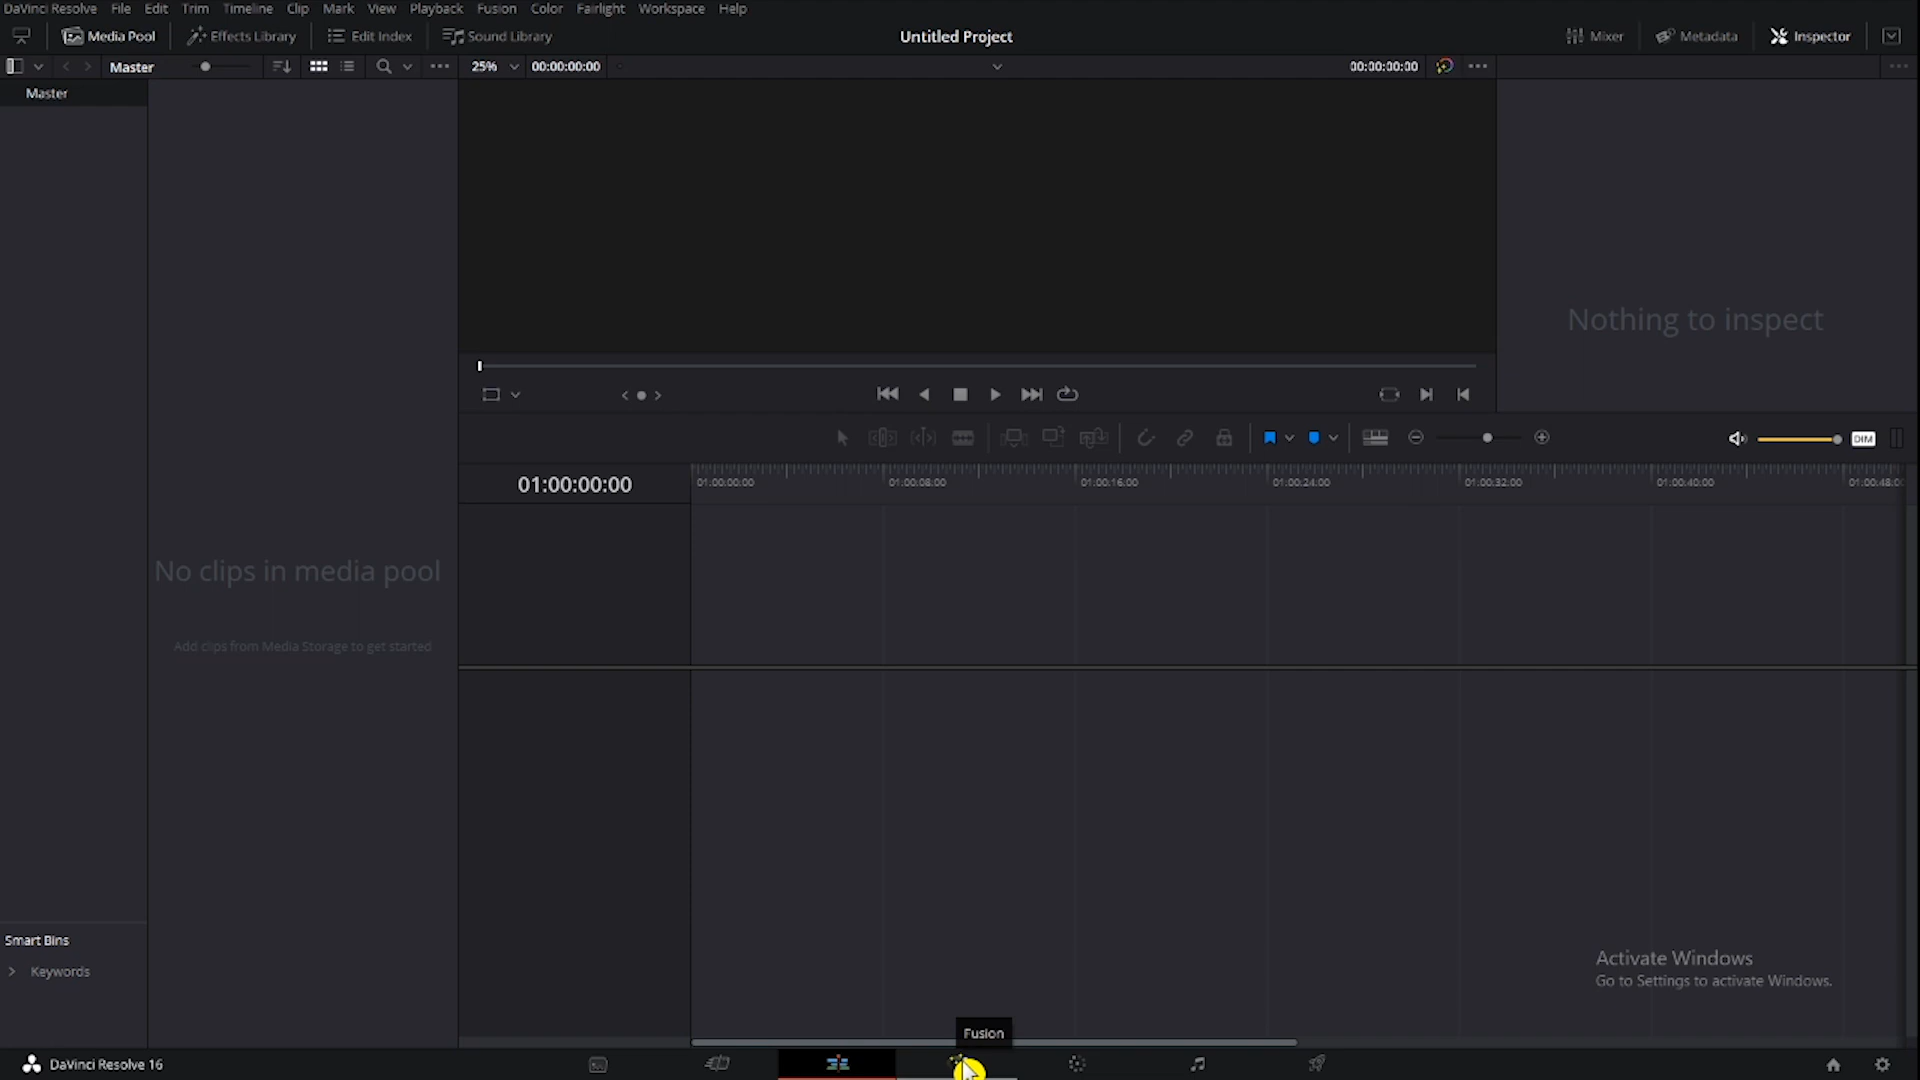 DaVinci Resolve File Edit Trim Timeline Clip Mark View Playback Fusion Color Fairlight Workspace Help
Media Pool Effects Library Edit Index Sound Library Untitled Project Mixer Metadata Inspector
Master 25% 00:00:00:00 00:00:00:00
Master
Nothing to inspect
DIM
01:00:00:00 01:00:00:00 01:00:08:00 01:00:16:00 01:00:24:00 01:00:32:00 01:00:40:00 01:00:48:0
No clips in media pool
Add clips from Media Storage to get started
Smart Bins
Keywords
Activate Windows
Go to Settings to activate Windows.
Fusion
DaVinci Resolve 16